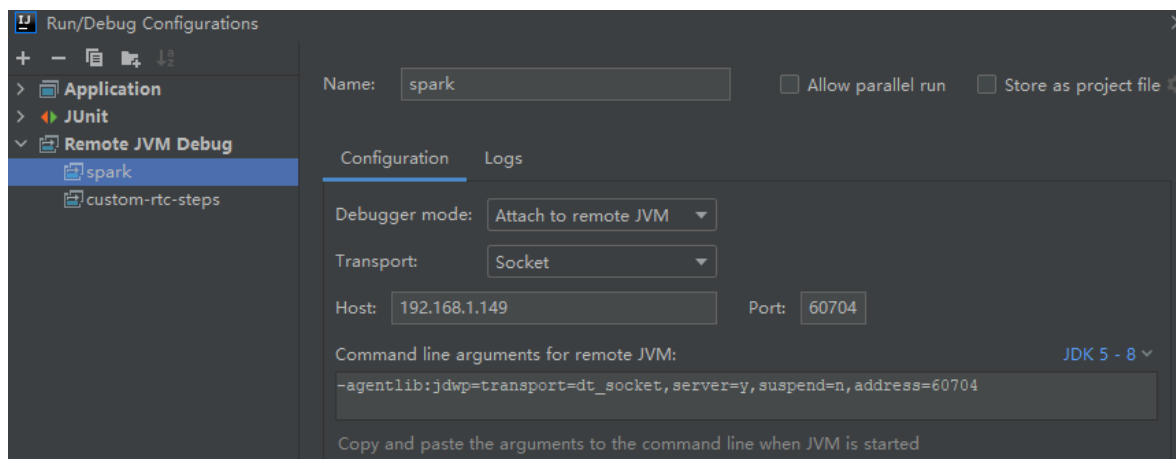 IJ Run/Debug Configurations
Name: spark Allow parallel run Store as project file
Application
JUnit
Remote JVM Debug
spark
custom-rtc-steps
Configuration Logs
Debugger mode: Attach to remote JVM
Transport: Socket
Host: 192.168.1.149 Port: 60704
Command line arguments for remote JVM: JDK 5 - 8
-agentlib:jdwp=transport=dt_socket,server=y,suspend=n,address=60704
Copy and paste the arguments to the command line when JVM is started